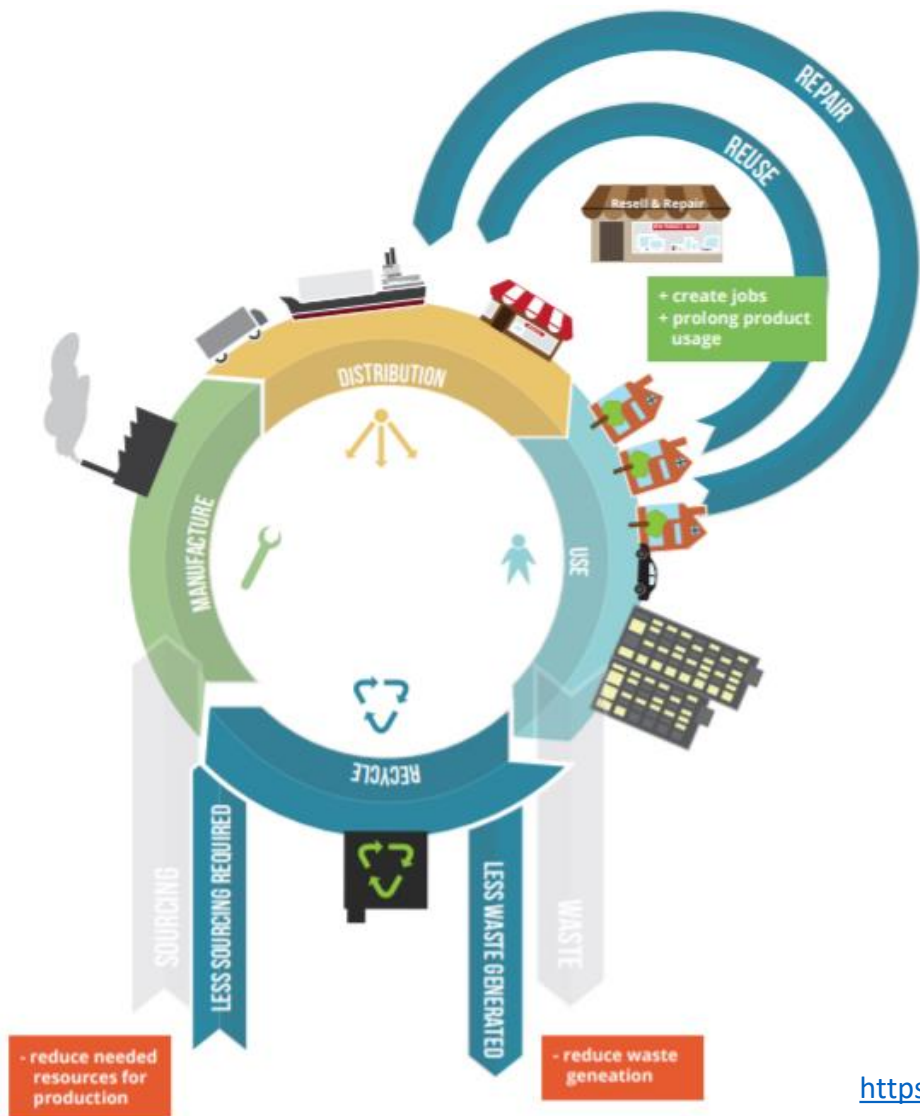 REPAIR
REUSE
Resell & Repair
+ create jobs
+ prolong product
usage
DISTRIBUTION
MANUFACTURE
USE
RECYCLE
SOURCING
LESS SOURCING REQUIRED
LESS WASTE GENERATED
WASTE
- reduce needed
resources for
production
- reduce waste
geneation
https